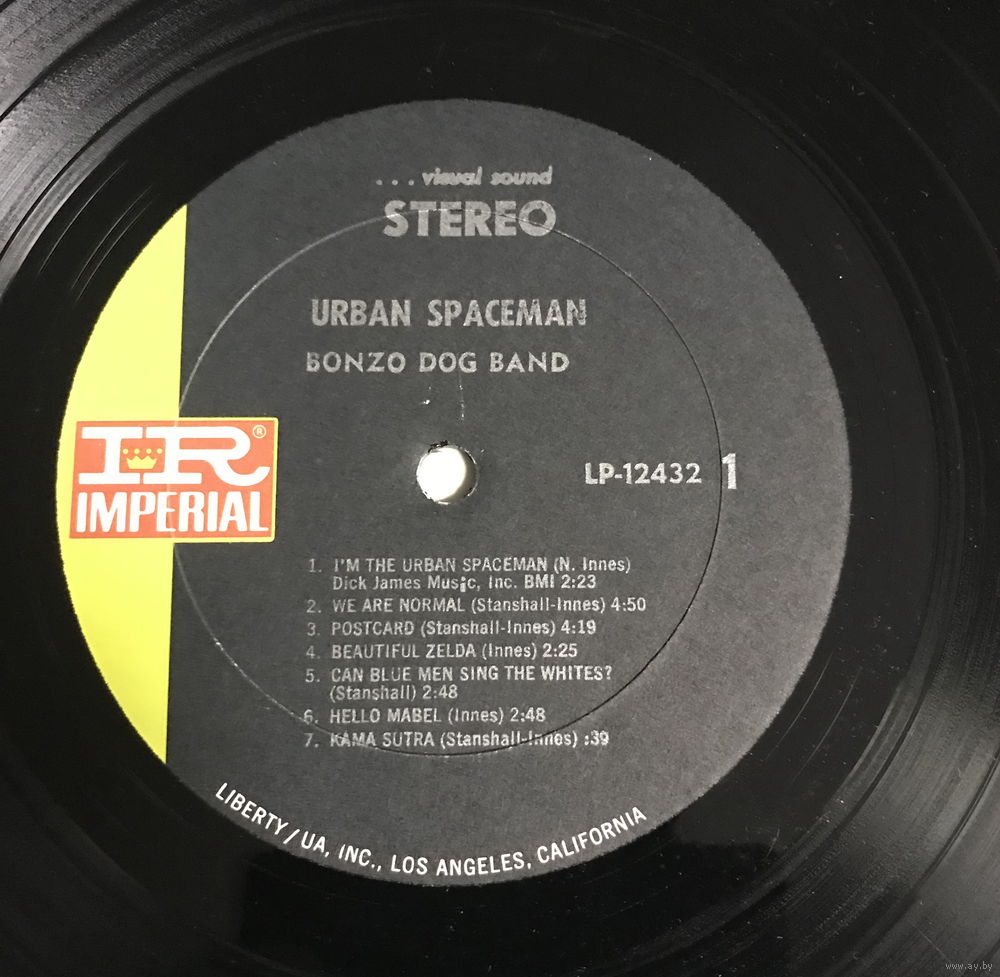 ...visual sound
STEREO
URBAN SPACEMAN
BONZO DOG BAND
IR®
IMPERIAL
LP-12432 1
1. I'M THE URBAN SPACEMAN (N. Innes)
Dick James Music, Inc. BMI 2:23
2. WE ARE NORMAL (Stanshall-Innes) 4:50
3. POSTCARD (Stanshall-Innes) 4:19
4. BEAUTIFUL ZELDA (Innes) 2:25
5. CAN BLUE MEN SING THE WHITES?
(Stanshall) 2:48
6. HELLO MABEL (Innes) 2:48
7. KAMA SUTRA (Stanshall-Innes) :39
LIBERTY/UA, INC., LOS ANGELES, CALIFORNIA
www.ay.by